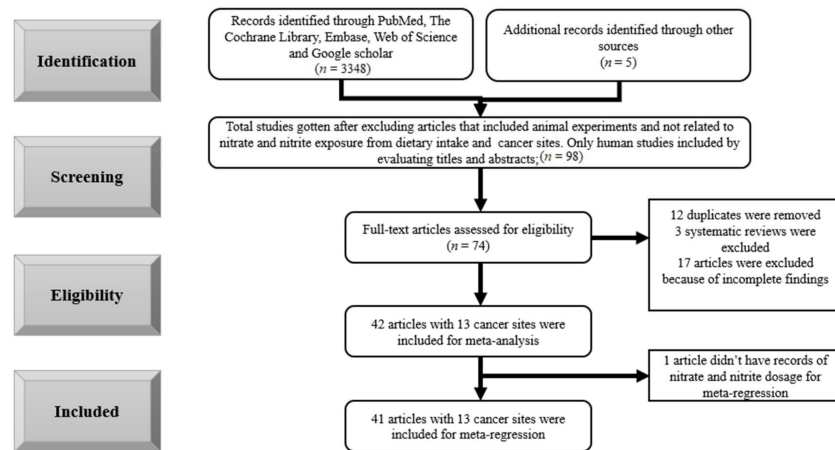 Identification
Records identified through PubMed, The
Cochrane Library, Embase, Web of Science
and Google scholar
(n = 3348)
Additional records identified through other
sources
(n = 5)
Screening
Total studies gotten after excluding articles that included animal experiments and not related to
nitrate and nitrite exposure from dietary intake and cancer sites. Only human studies included by
evaluating titles and abstracts;(n = 98)
Full-text articles assessed for eligibility
(n = 74)
12 duplicates were removed
3 systematic reviews were
excluded
17 articles were excluded
because of incomplete findings
Eligibility
42 articles with 13 cancer sites were
included for meta-analysis
1 article didn't have records of
nitrate and nitrite dosage for
meta-regression
Included
41 articles with 13 cancer sites were
included for meta-regression